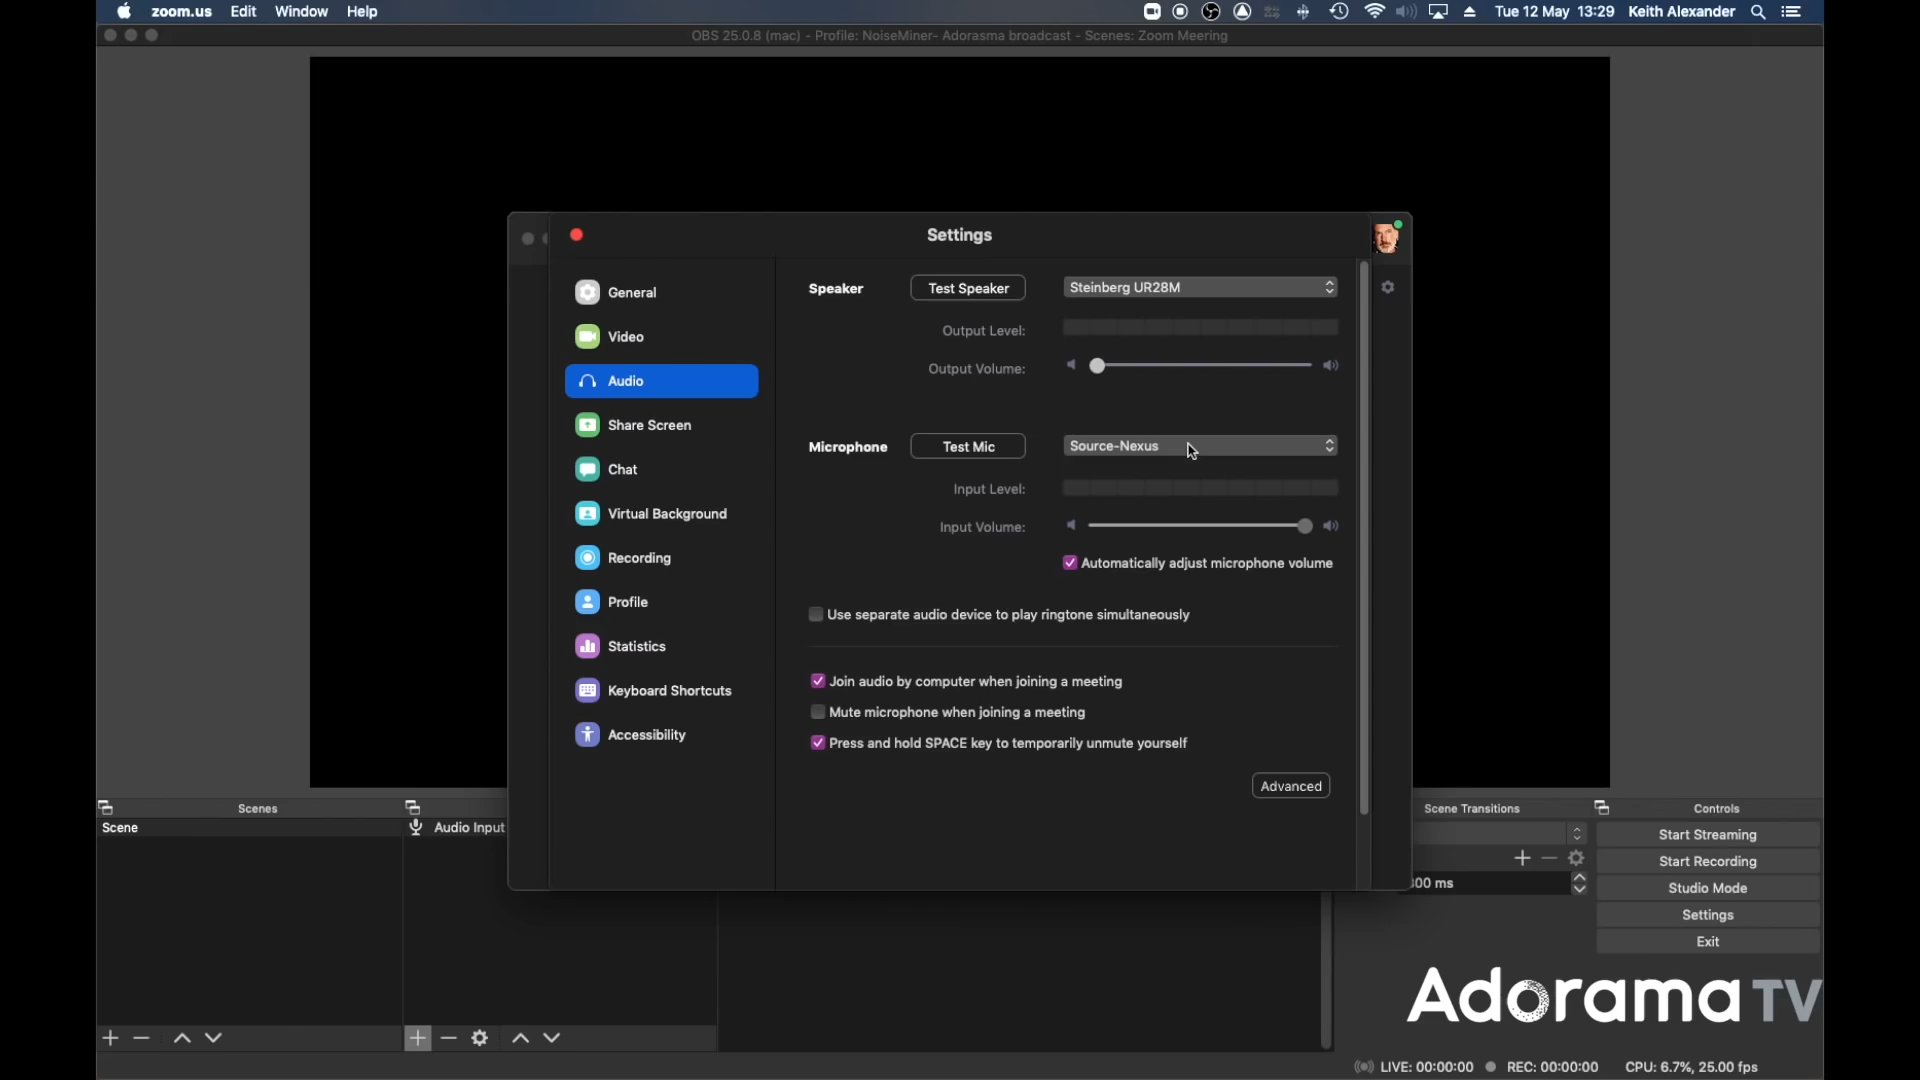 zoom.us Edit Window Help
Tue 12 May 13:29 Keith Alexander
OBS 25.0.8 (mac) - Profile: NoiseMiner- Adorasma broadcast - Scenes: Zoom Meering
Settings
General
Video
Audio
Share Screen
Chat
Virtual Background
Recording
Profile
Statistics
Keyboard Shortcuts
Accessibility
Speaker Test Speaker Steinberg UR28M
Output Level:
Output Volume:
Microphone Test Mic Source-Nexus
Input Level:
Input Volume:
Automatically adjust microphone volume
Use separate audio device to play ringtone simultaneously
Join audio by computer when joining a meeting
Mute microphone when joining a meeting
Press and hold SPACE key to temporarily unmute yourself
Advanced
Scenes
Scene
Audio Input
Scene Transitions
00 ms
Controls
Start Streaming
Start Recording
Studio Mode
Settings
Exit
Adorama TV
LIVE: 00:00:00 REC: 00:00:00 CPU: 6.7%, 25.00 fps